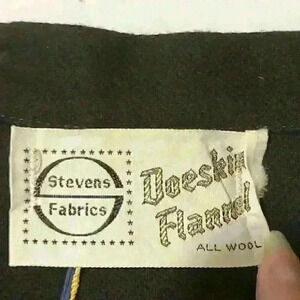 Stevens
Fabrics
Doeskin
Flannel
ALL WOOL